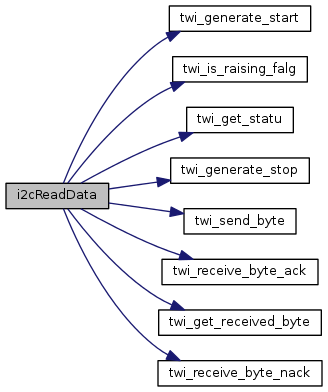 twi_generate_start
twi_is_raising_falg
twi_get_statu
twi_generate_stop
i2cReadData
twi_send_byte
twi_receive_byte_ack
twi_get_received_byte
twi_receive_byte_nack